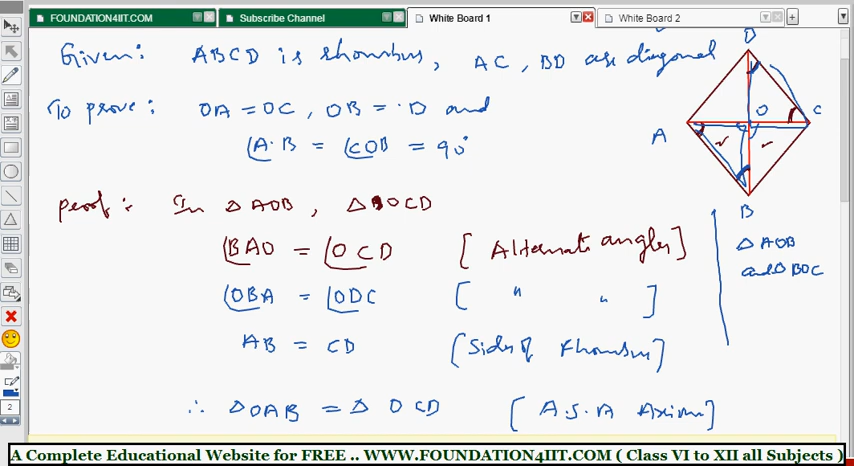 FOUNDATION4IIT.COM
Subscribe Channel
White Board 1
White Board 2
Given: ABCD is rhombus, AC, BD are diagonal
To prove: OA = OC, OB = ·D and
∠A·B = ∠COB = 90°
proof: In △AOB, △OCD
∠BAO = ∠OCD [Alternate angles]
∠OBA = ∠ODC [ " " ]
AB = CD [Sides of rhombus]
∴ △OAB = △OCD [A.S.A Axiom]
D
O
C
A
B
△AOB
and △BOC
2
A Complete Educational Website for FREE .. WWW.FOUNDATION4IIT.COM ( Class VI to XII all Subjects )